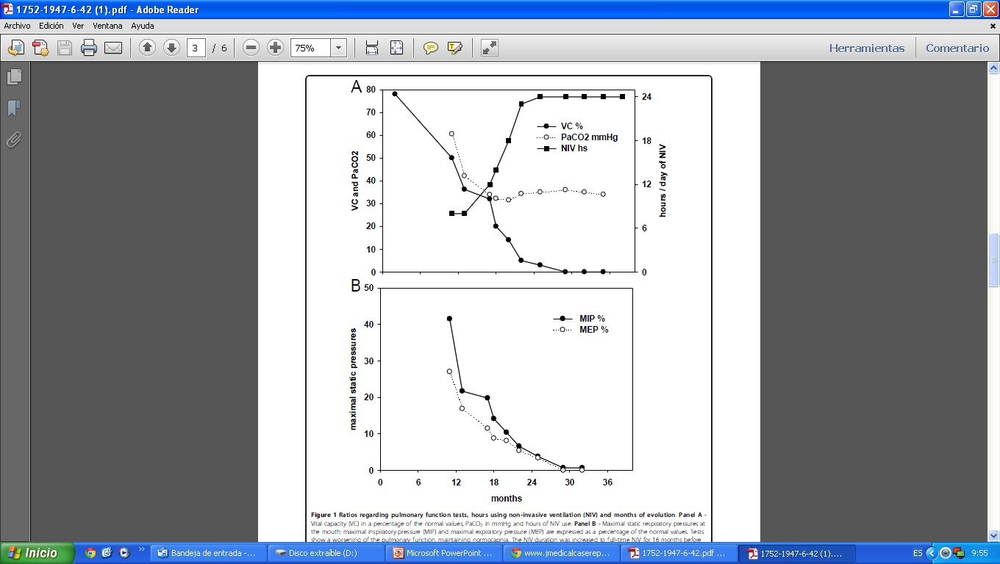 1752-1947-6-42 (1).pdf - Adobe Reader
Archivo Edición Ver Ventana Ayuda
3 / 6 75% Herramientas Comentario
A
80
70
60
50
40
30
20
10
0
VC and PaCO2
VC %
PaCO2 mmHg
NIV hs
24
18
12
6
0
hours / day of NIV
B
50
40
30
20
10
0
maximal static pressures
MIP %
MEP %
0 6 12 18 24 30 36
months
Figure 1 Ratios regarding pulmonary function tests, hours using non-invasive ventilation (NIV) and months of evolution. Panel A -
Vital capacity (VC) in a percentage of the normal values, PaCO2 in mmHg and hours of NIV use. Panel B - Maximal static respiratory pressures at
the mouth: maximal inspiratory pressure (MIP) and maximal expiratory pressure (MEP) are expressed as a percentage of the normal values. Tests
show a worsening of the pulmonary function, maintaining normocapnia. The NIV duration was increased to full-time NIV for 16 months before
Inicio Bandeja de entrada -... Disco extraíble (D:) Microsoft PowerPoint ... www.jmedicalcaserep... 1752-1947-6-42.pdf ... 1752-1947-6-42 (1).... ES 9:55